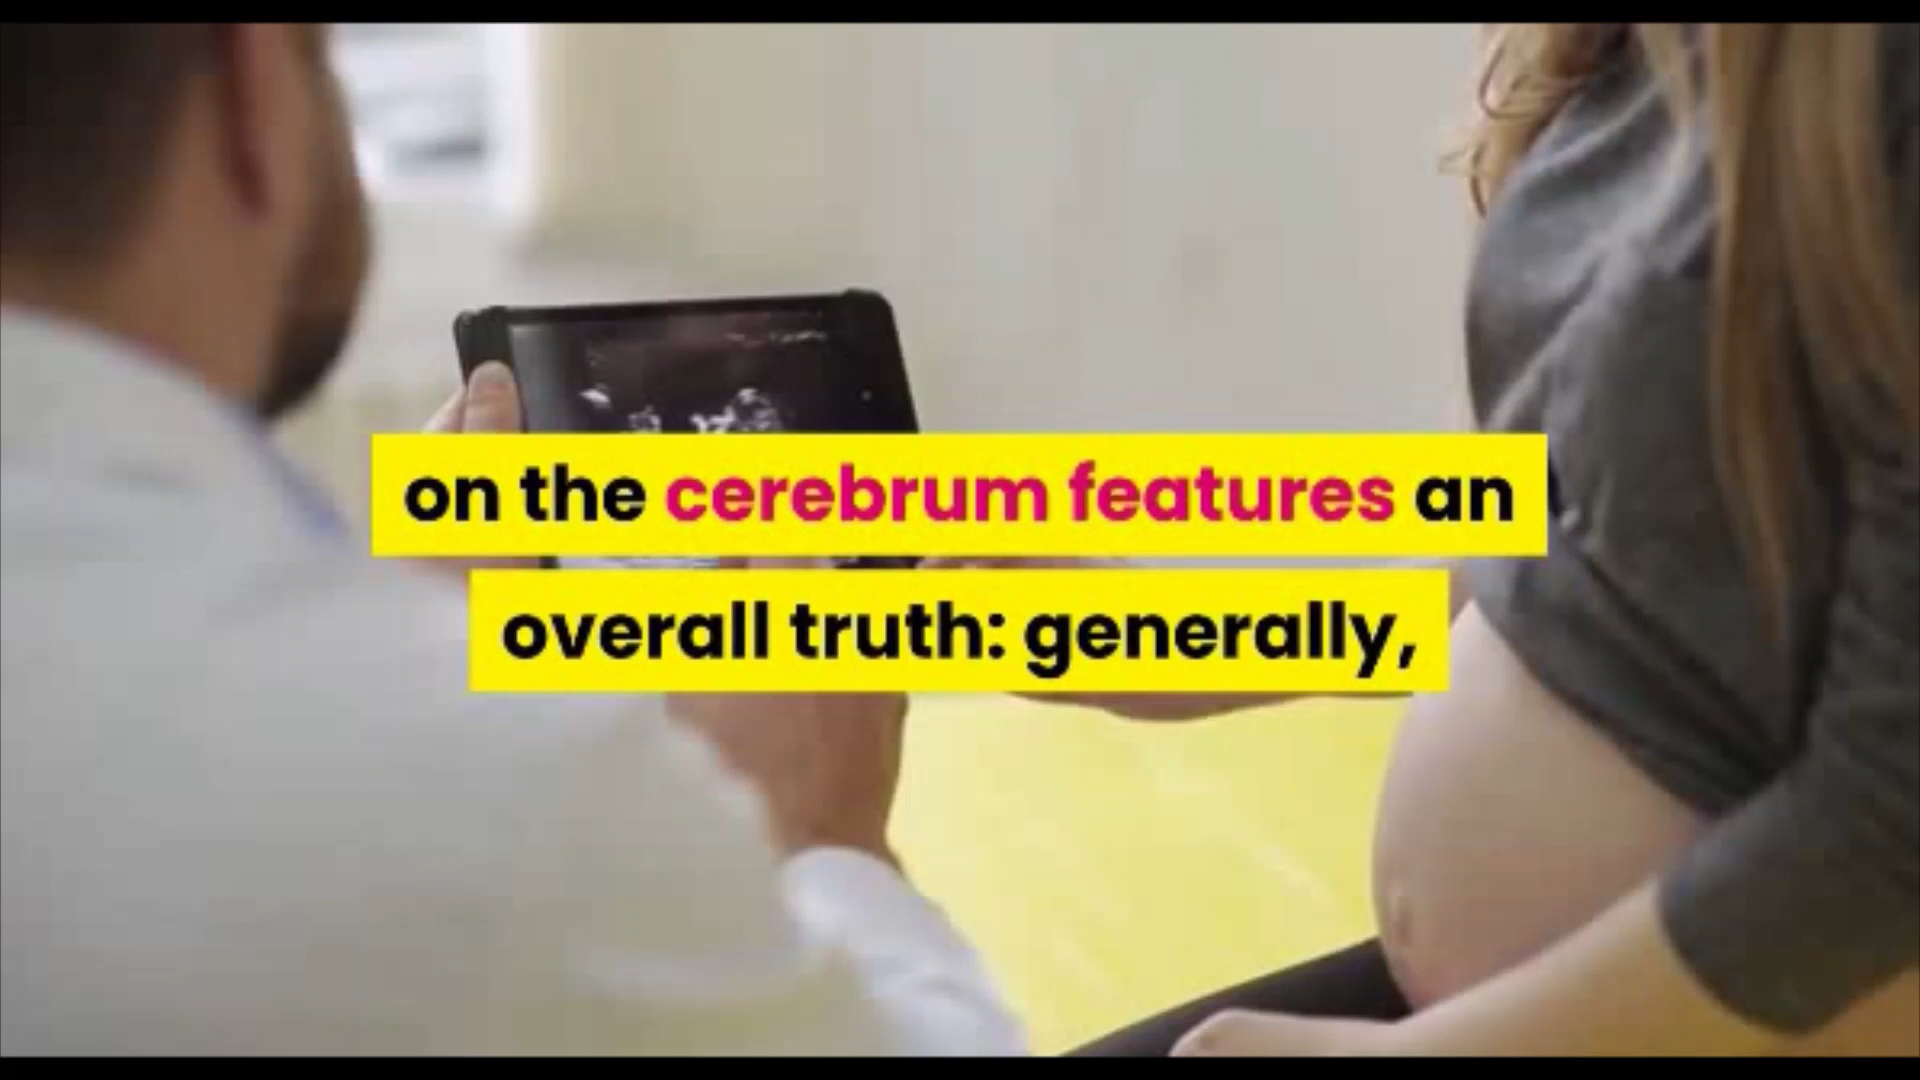 on the cerebrum features an
overall truth: generally,